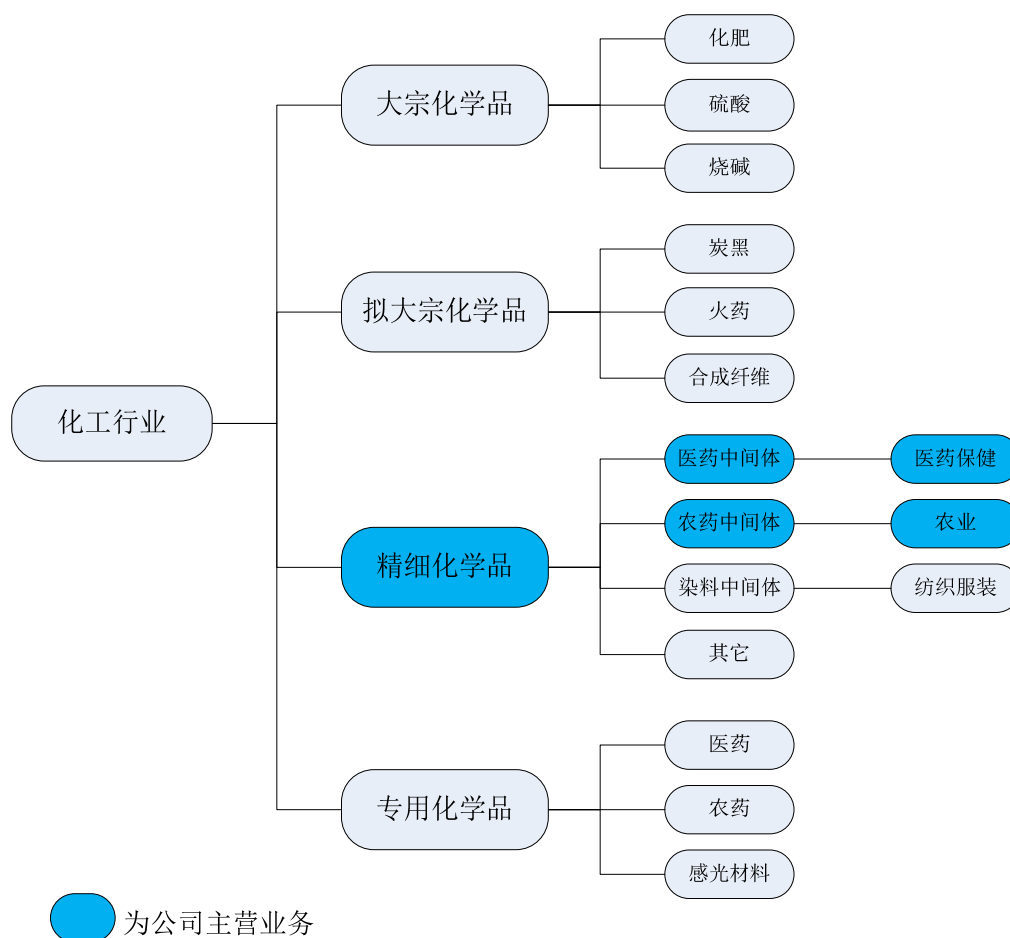 化肥
大宗化学品
硫酸
烧碱
炭黑
拟大宗化学品
火药
合成纤维
化工行业
医药中间体
医药保健
农药中间体
农业
精细化学品
染料中间体
纺织服装
其它
医药
专用化学品
农药
感光材料
为公司主营业务